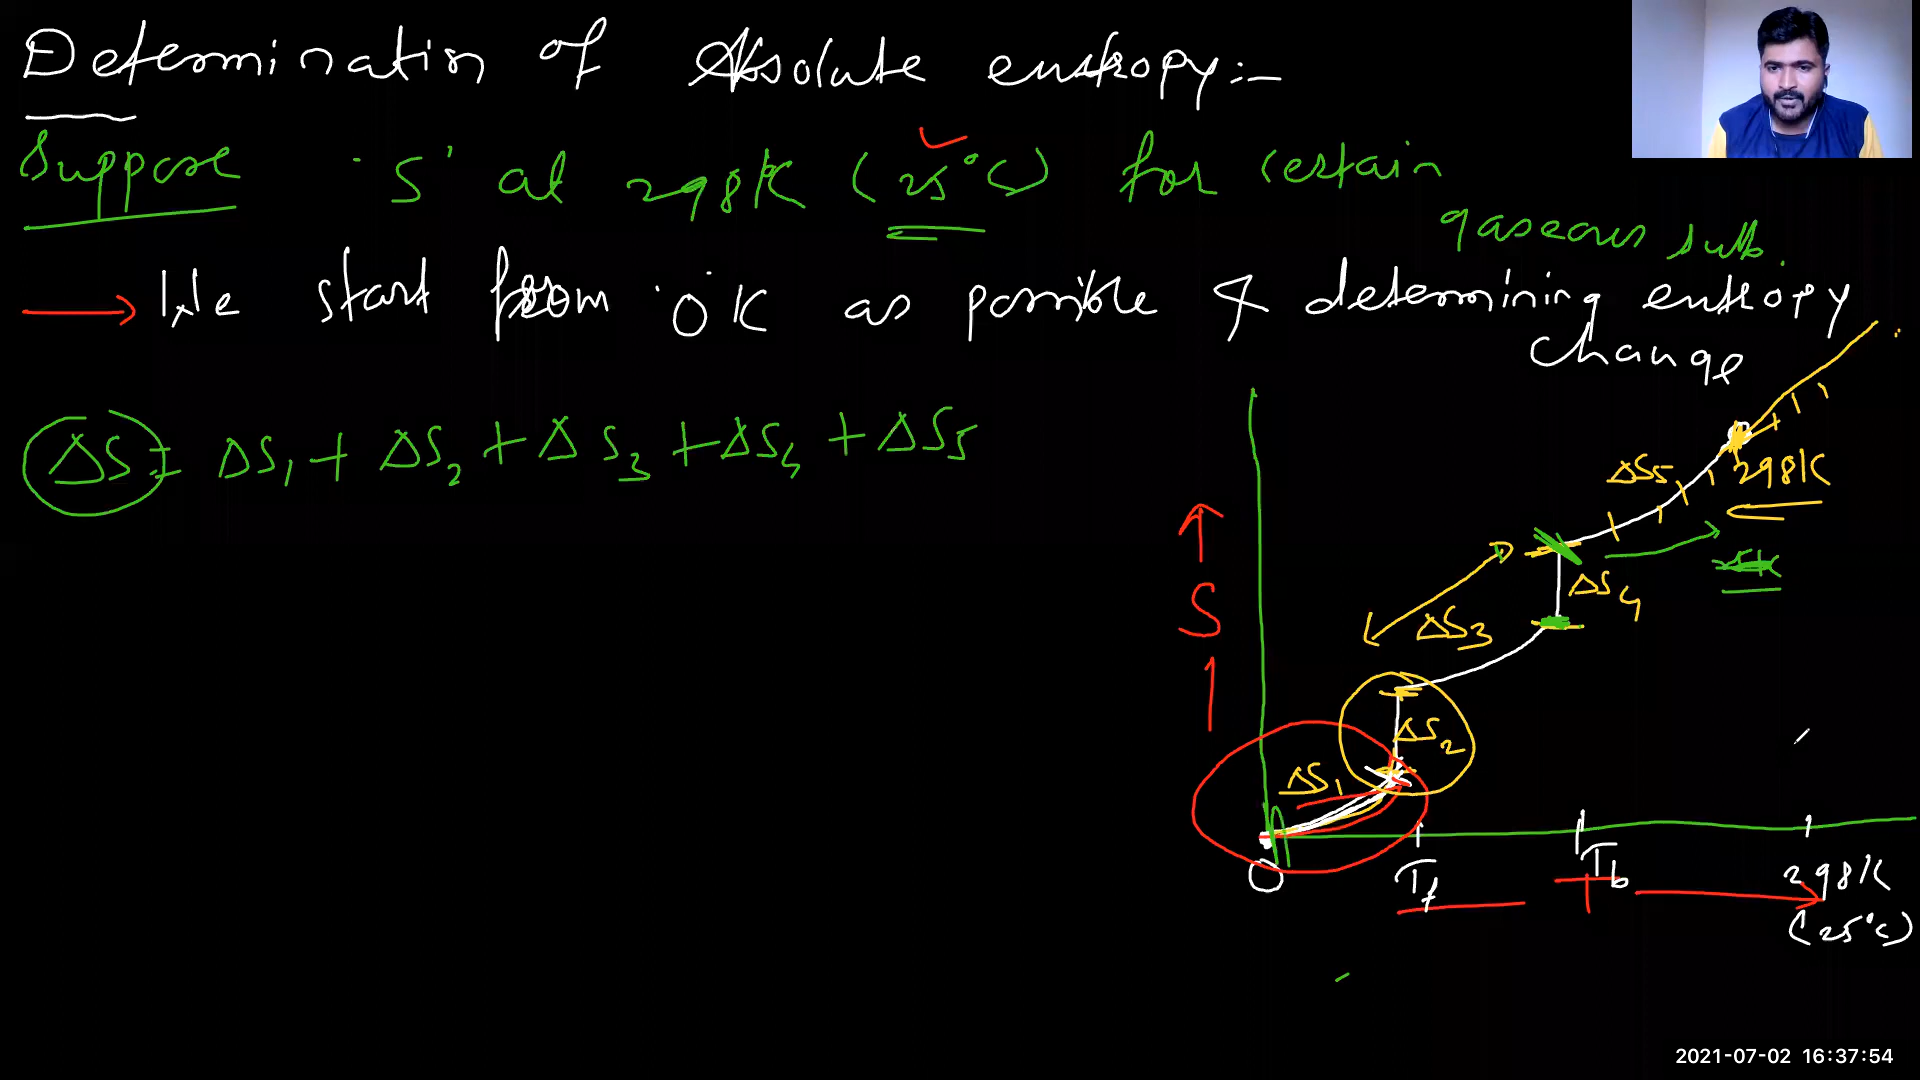 Determination of Absolute entropy:-
Suppose 'S' at 298K (25°C) for certain
gaseous sub.
We start from 0K as possible & determining entropy
change
ΔS = ΔS₁ + ΔS₂ + ΔS₃ + ΔS₄ + ΔS₅
ΔS₅ 298K
ΔS₄
S
ΔS₃
ΔS₂
ΔS₁
0 Tf Tb 298K
(25°C)
2021-07-02 16:37:54